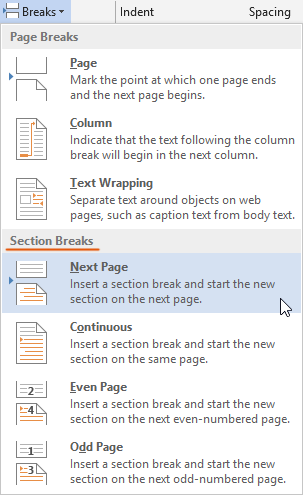 Breaks Indent Spacing
Page Breaks
Page
Mark the point at which one page ends
and the next page begins.
Column
Indicate that the text following the column
break will begin in the next column.
Text Wrapping
Separate text around objects on web
pages, such as caption text from body text.
Section Breaks
Next Page
Insert a section break and start the new
section on the next page.
Continuous
Insert a section break and start the new
section on the same page.
2
4
Even Page
Insert a section break and start the new
section on the next even-numbered page.
1
3
Odd Page
Insert a section break and start the new
section on the next odd-numbered page.